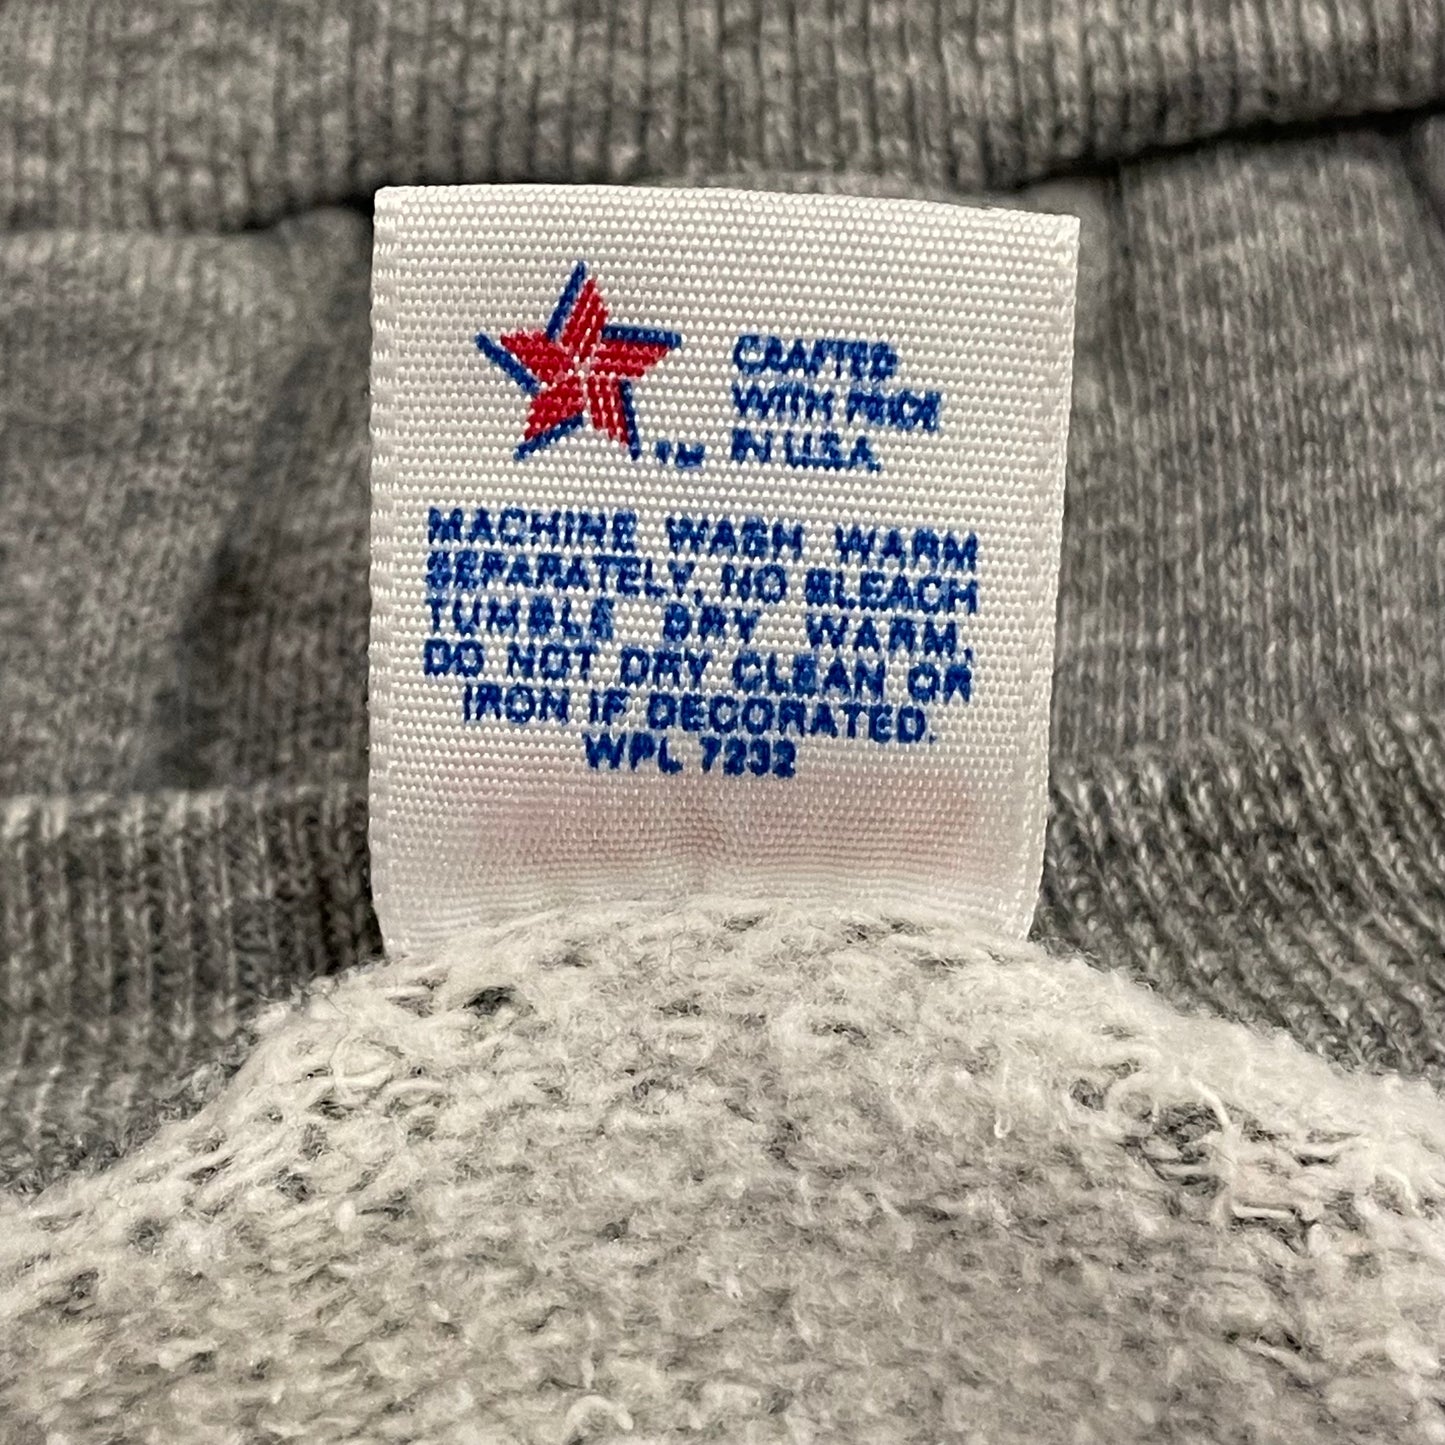 CRAFTED
WITH PRIDE
IN U.S.A.
TM
MACHINE WASH WARM
SEPARATELY, NO BLEACH
TUMBLE DRY WARM,
DO NOT DRY CLEAN OR
IRON IF DECORATED.
WPL 7232